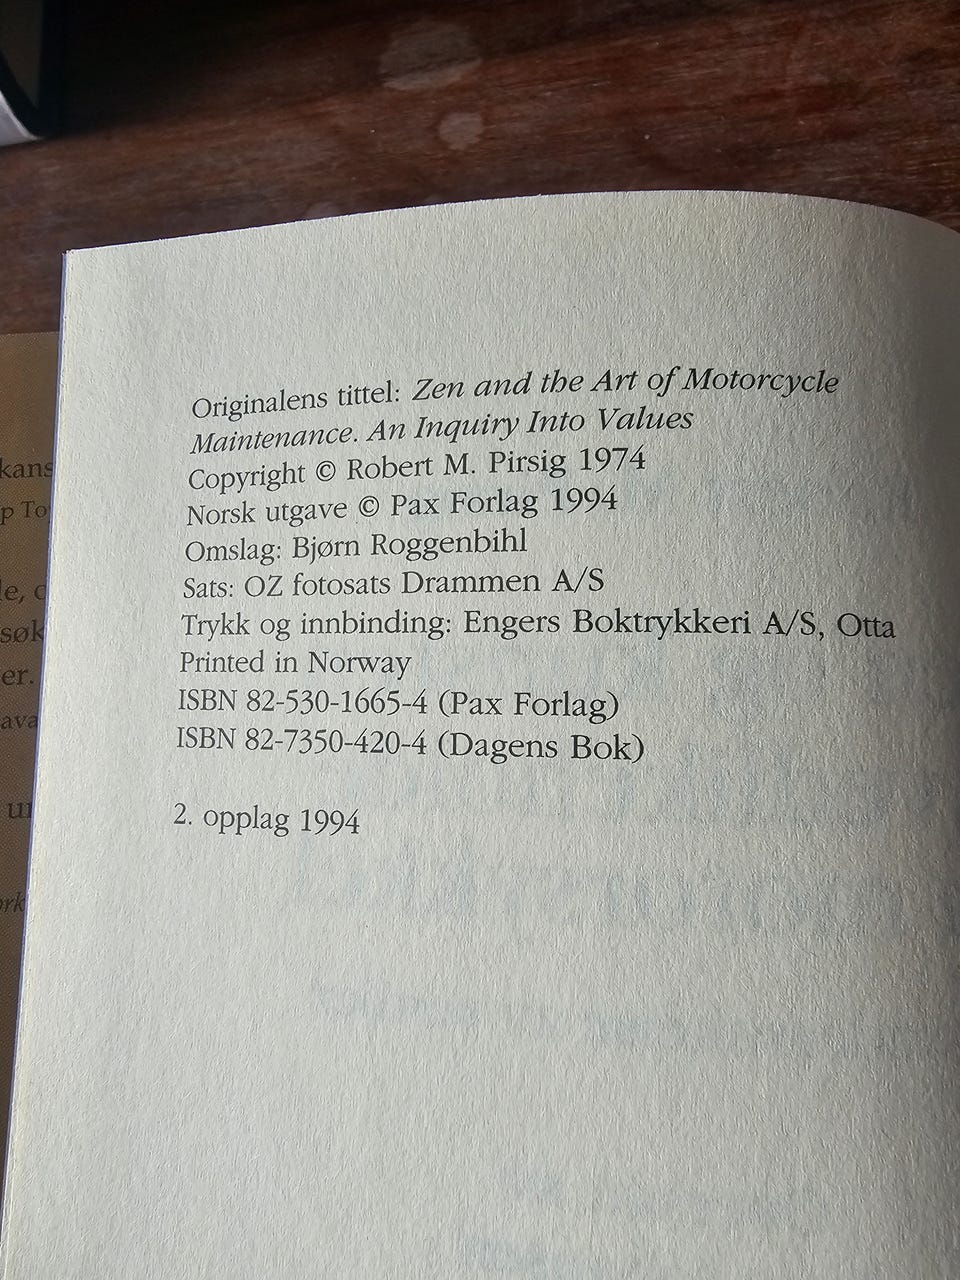 Originalens tittel: Zen and the Art of Motorcycle
Maintenance. An Inquiry Into Values
Copyright © Robert M. Pirsig 1974
Norsk utgave © Pax Forlag 1994
Omslag: Bjørn Roggenbihl
Sats: OZ fotosats Drammen A/S
Trykk og innbinding: Engers Boktrykkeri A/S, Otta
Printed in Norway
ISBN 82-530-1665-4 (Pax Forlag)
ISBN 82-7350-420-4 (Dagens Bok)
2. opplag 1994